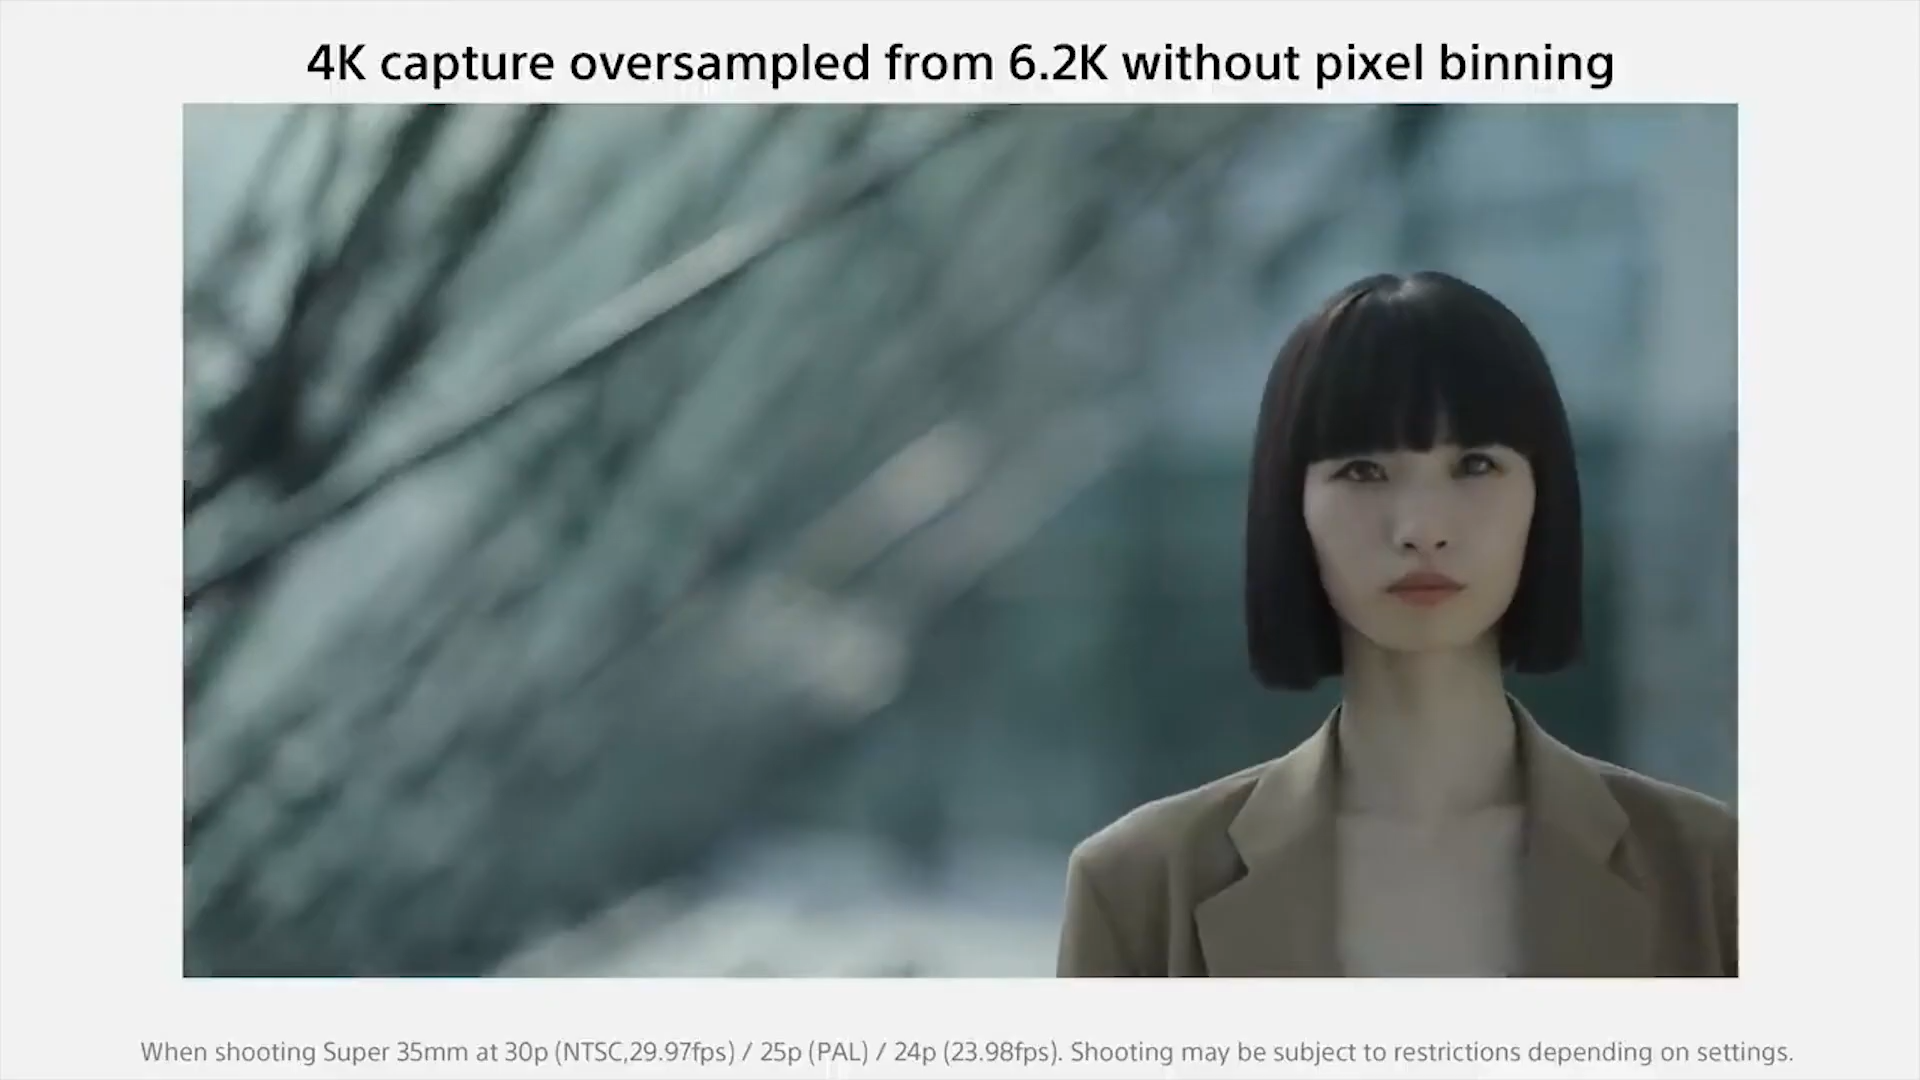 4K capture oversampled from 6.2K without pixel binning
When shooting Super 35mm at 30p (NTSC,29.97fps) / 25p (PAL) / 24p (23.98fps). Shooting may be subject to restrictions depending on settings.